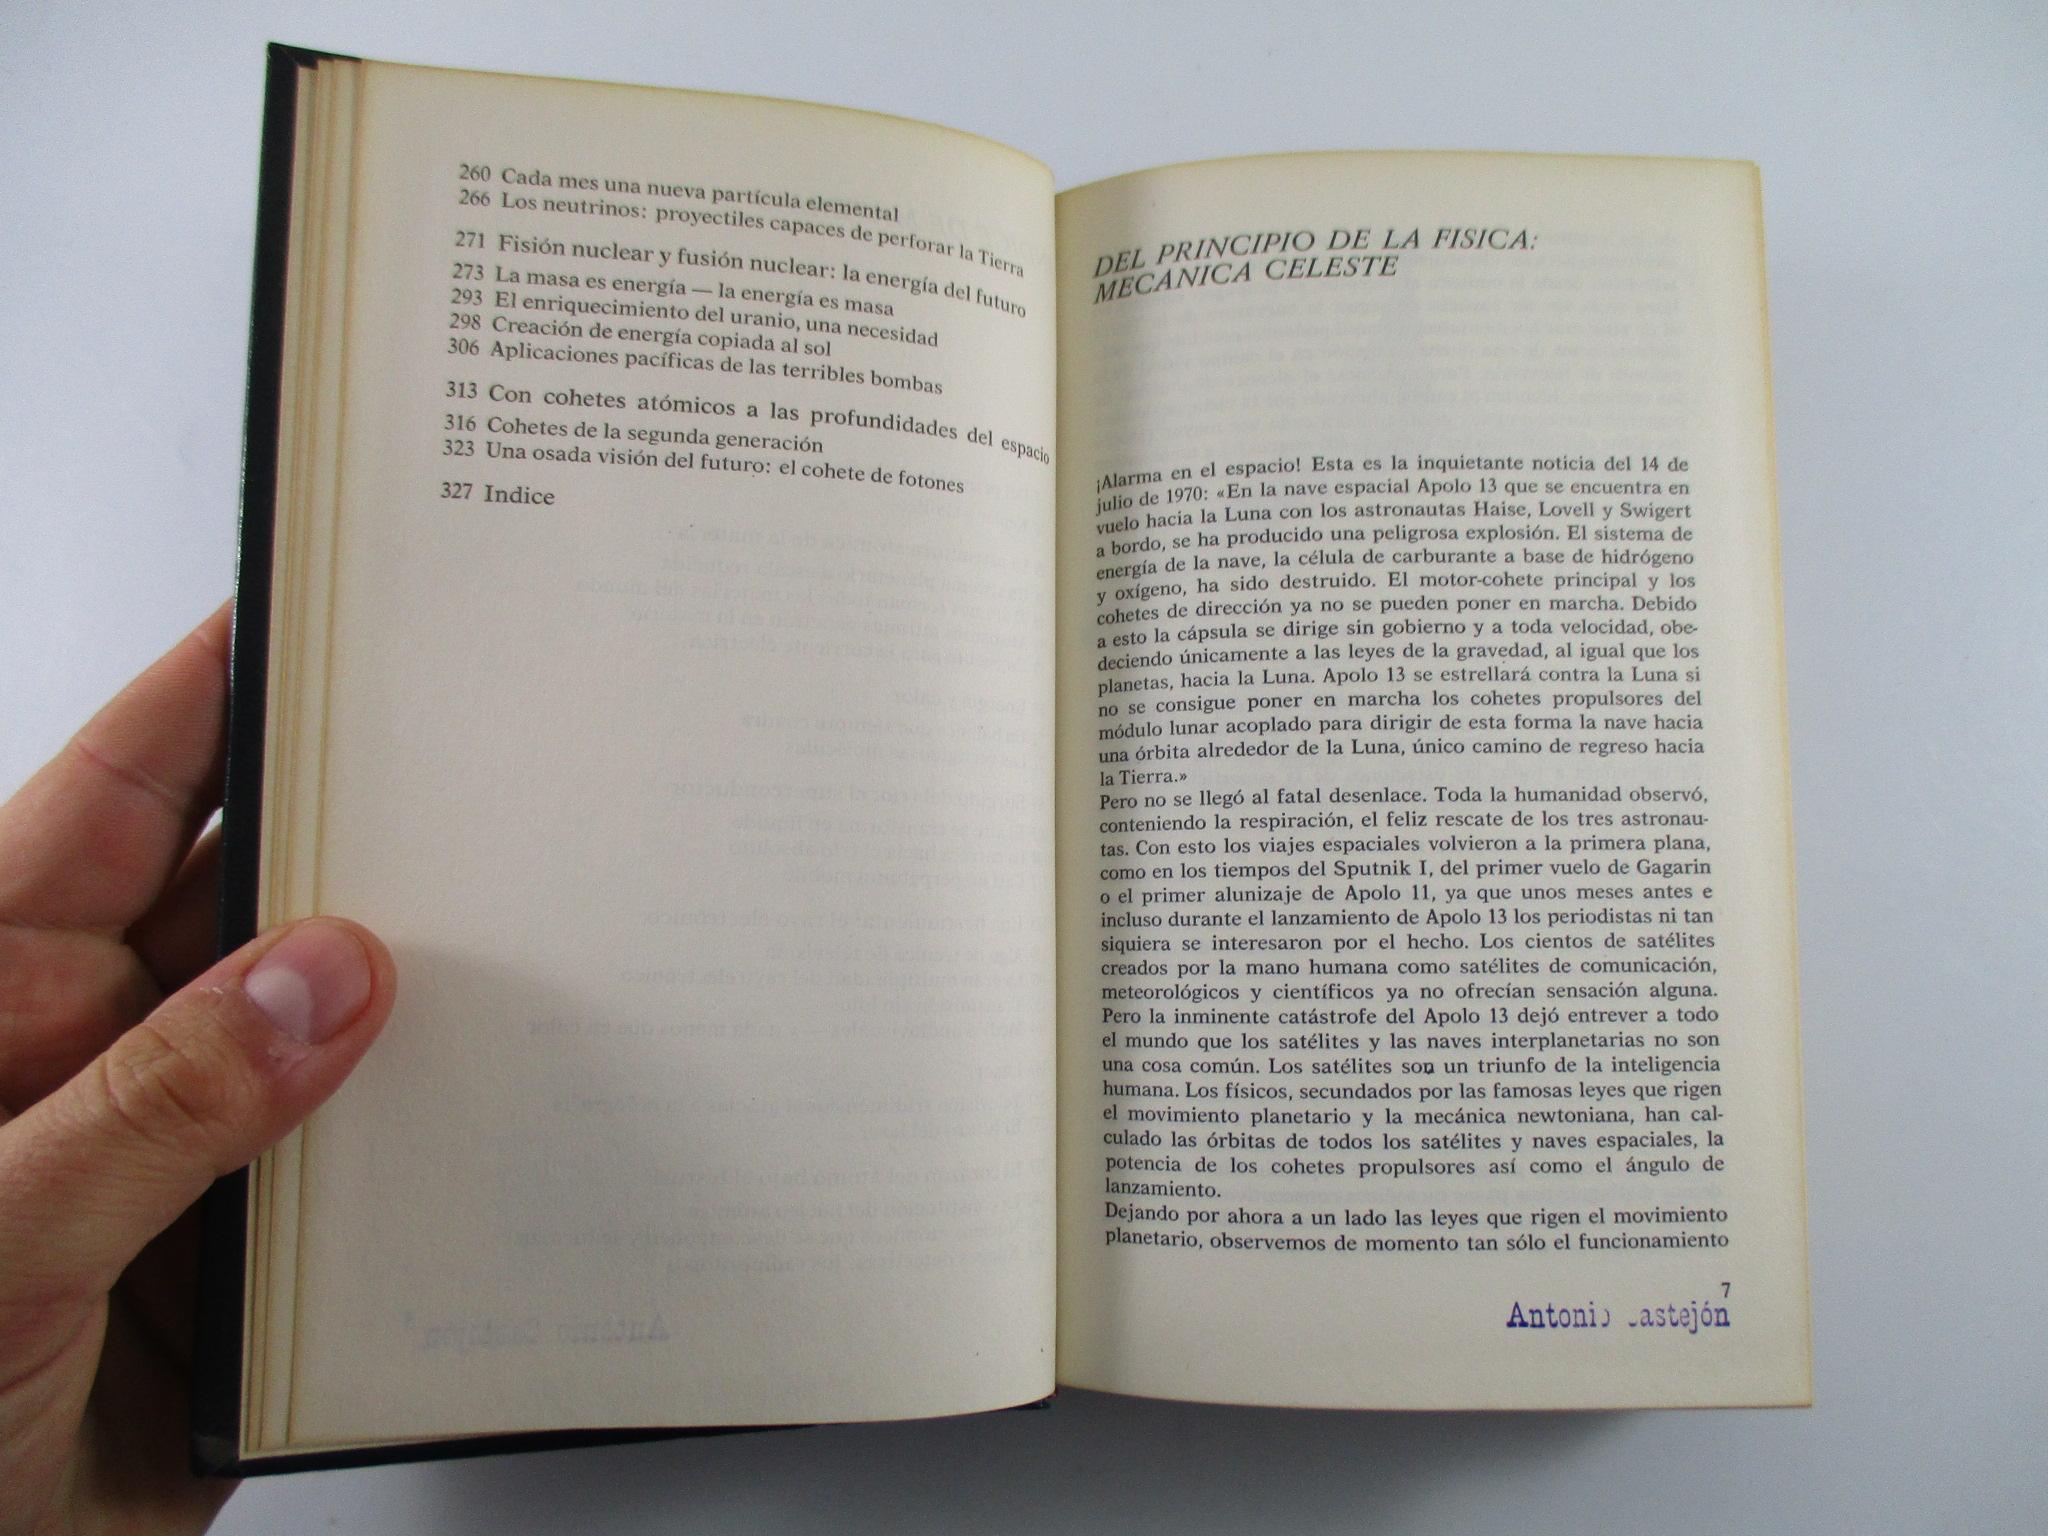 260 Cada mes una nueva partícula elemental
266 Los neutrinos: proyectiles capaces de perforar la Tierra
271 Fisión nuclear y fusión nuclear: la energía del futuro
273 La masa es energía — la energía es masa
293 El enriquecimiento del uranio, una necesidad
298 Creación de energía copiada al sol
306 Aplicaciones pacíficas de las terribles bombas
313 Con cohetes atómicos a las profundidades del espacio
316 Cohetes de la segunda generación
323 Una osada visión del futuro: el cohete de fotones
327 Indice
DEL PRINCIPIO DE LA FISICA:
MECANICA CELESTE
¡Alarma en el espacio! Esta es la inquietante noticia del 14 de
julio de 1970: «En la nave espacial Apolo 13 que se encuentra en
vuelo hacia la Luna con los astronautas Haise, Lovell y Swigert
a bordo, se ha producido una peligrosa explosión. El sistema de
energía de la nave, la célula de carburante a base de hidrógeno
y oxígeno, ha sido destruido. El motor-cohete principal y los
cohetes de dirección ya no se pueden poner en marcha. Debido
a esto la cápsula se dirige sin gobierno y a toda velocidad, obe-
deciendo únicamente a las leyes de la gravedad, al igual que los
planetas, hacia la Luna. Apolo 13 se estrellará contra la Luna si
no se consigue poner en marcha los cohetes propulsores del
módulo lunar acoplado para dirigir de esta forma la nave hacia
una órbita alrededor de la Luna, único camino de regreso hacia
la Tierra.»
Pero no se llegó al fatal desenlace. Toda la humanidad observó,
conteniendo la respiración, el feliz rescate de los tres astronau-
tas. Con esto los viajes espaciales volvieron a la primera plana,
como en los tiempos del Sputnik I, del primer vuelo de Gagarin
o el primer alunizaje de Apolo 11, ya que unos meses antes e
incluso durante el lanzamiento de Apolo 13 los periodistas ni tan
siquiera se interesaron por el hecho. Los cientos de satélites
creados por la mano humana como satélites de comunicación,
meteorológicos y científicos ya no ofrecían sensación alguna.
Pero la inminente catástrofe del Apolo 13 dejó entrever a todo
el mundo que los satélites y las naves interplanetarias no son
una cosa común. Los satélites son un triunfo de la inteligencia
humana. Los físicos, secundados por las famosas leyes que rigen
el movimiento planetario y la mecánica newtoniana, han cal-
culado las órbitas de todos los satélites y naves espaciales, la
potencia de los cohetes propulsores así como el ángulo de
lanzamiento.
Dejando por ahora a un lado las leyes que rigen el movimiento
planetario, observemos de momento tan sólo el funcionamiento
7
Antonio Castejón